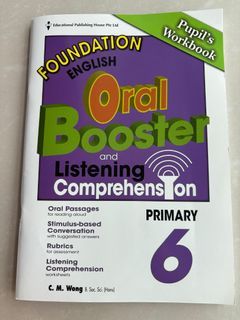 Educational Publishing House Pte Ltd
Pupil's
Workbook
FOUNDATION
ENGLISH
Oral
Booster
and
Listening
Comprehension
Oral Passages
for reading aloud
Stimulus-based
Conversation
with suggested answers
Rubrics
for assessment
Listening
Comprehension
worksheets
PRIMARY
6
C. M. Wong B. Soc. Sci. (Hons)